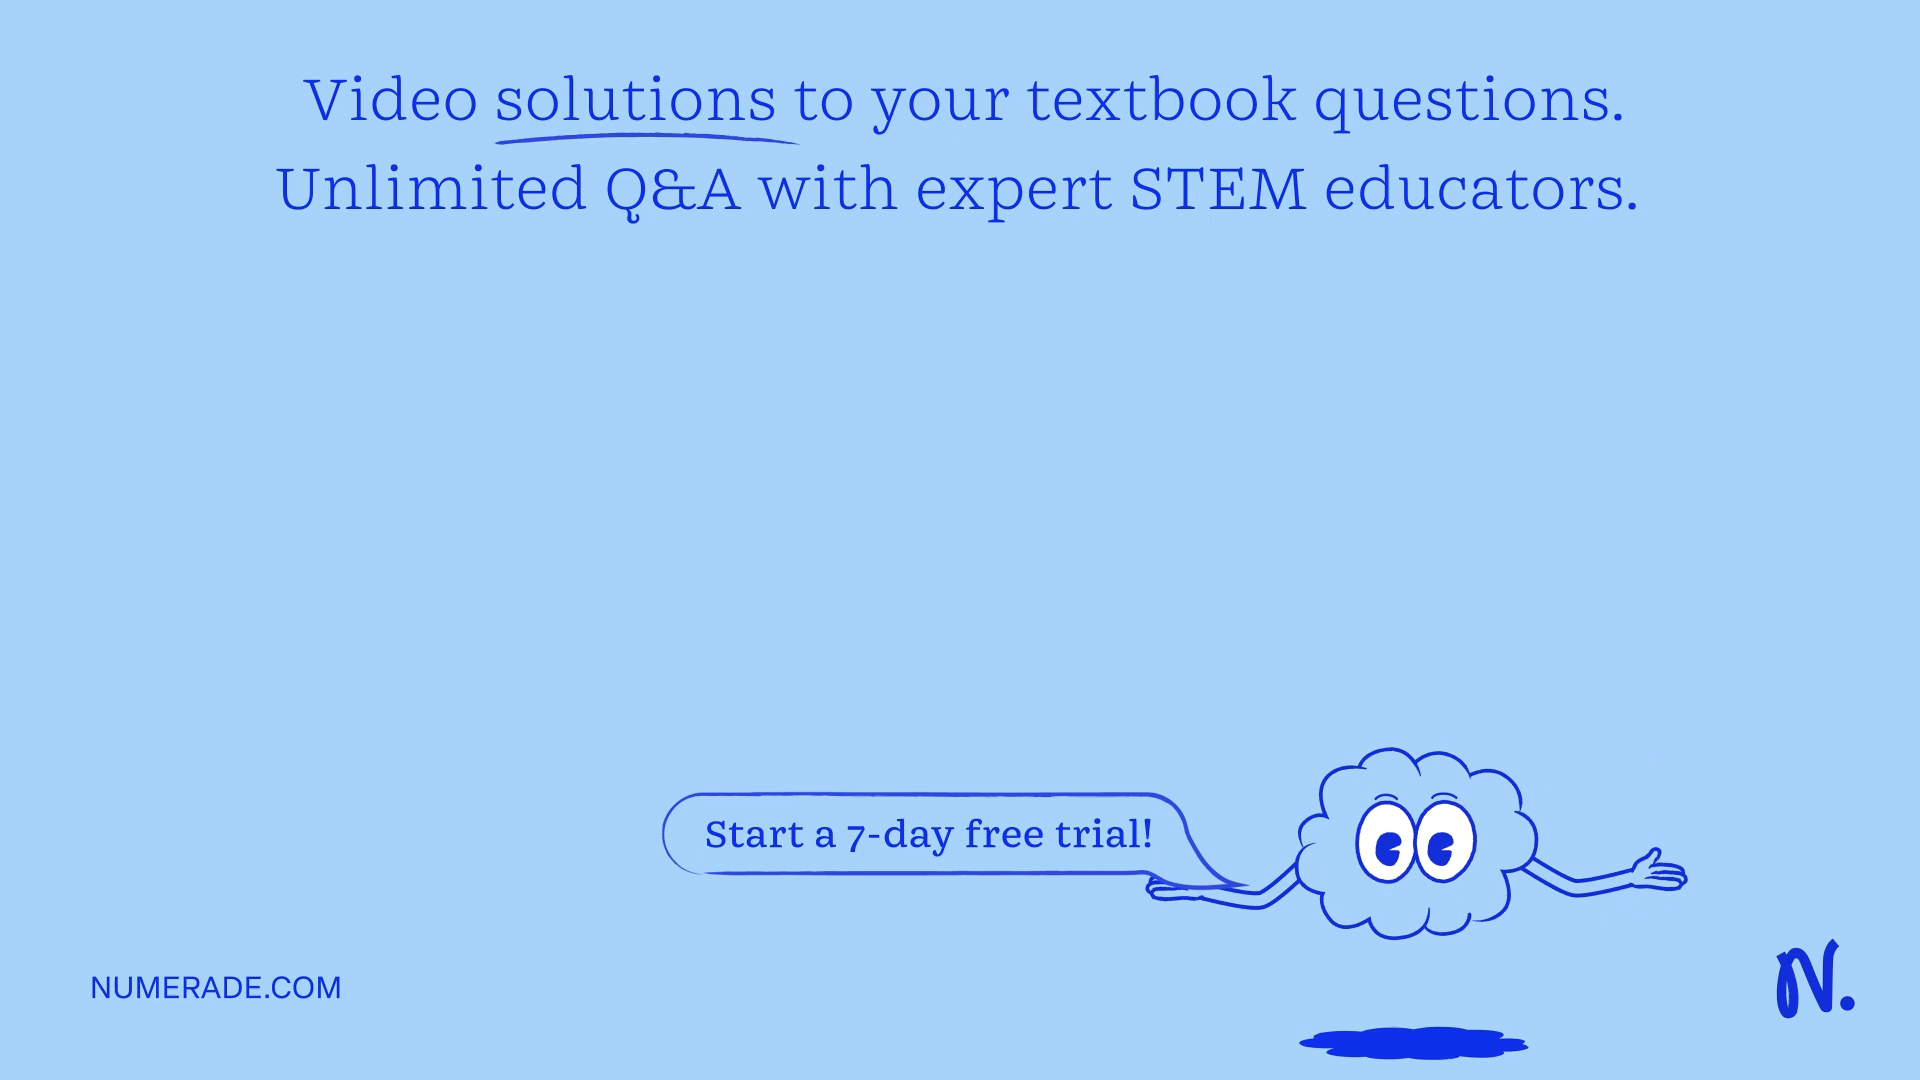 Video solutions to your textbook questions.
Unlimited Q&A with expert STEM educators.
Start a 7-day free trial!
NUMERADE.COM
N.